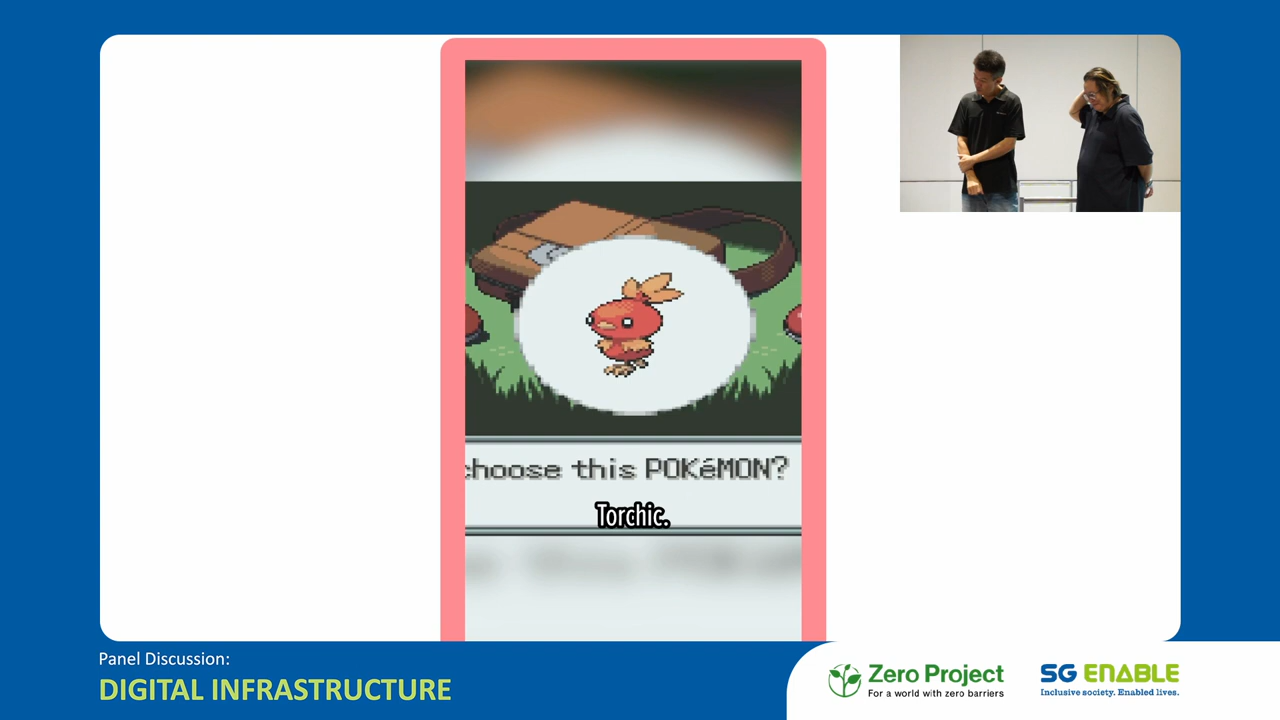 choose this POKéMON?
Torchic.
Panel Discussion:
DIGITAL INFRASTRUCTURE
Zero Project
For a world with zero barriers
SG ENABLE
Inclusive society. Enabled lives.